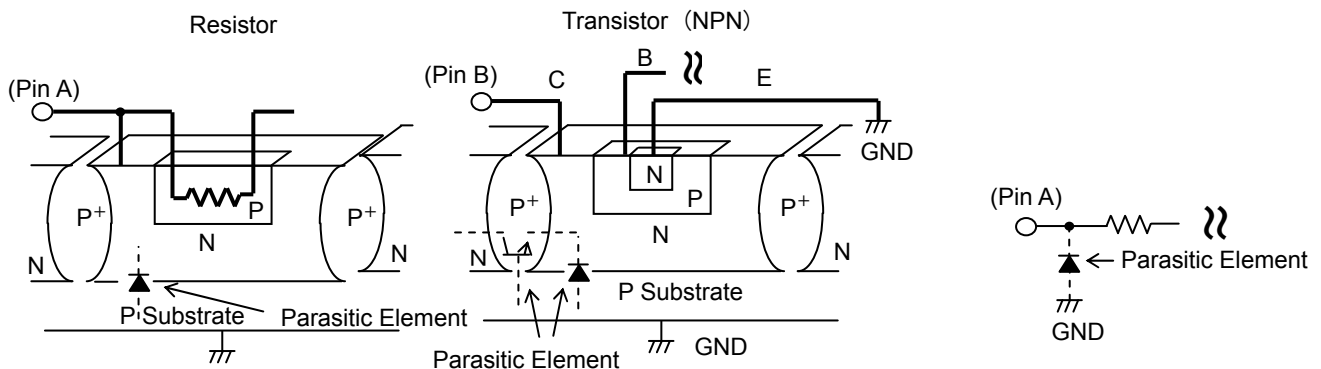 Resistor
(Pin A)
P⁺
P
P⁺
N
N
N
P Substrate
Parasitic Element
Transistor（NPN）
(Pin B)
C
B
E
GND
N
P
P⁺
P⁺
N
N
N
P Substrate
Parasitic Element
GND
(Pin A)
Parasitic Element
GND